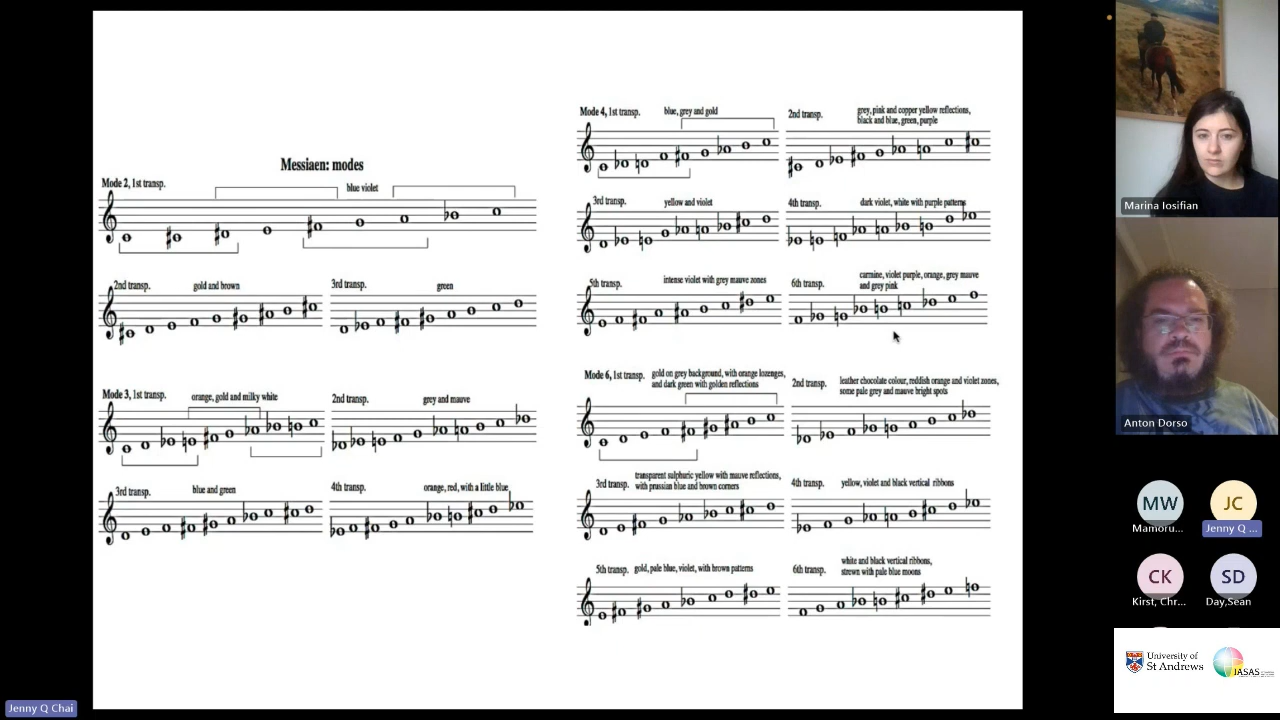 Messiaen: modes
Mode 2, 1st transp.
blue violet
2nd transp.
gold and brown
3rd transp.
green
Mode 3, 1st transp.
orange, gold and milky white
2nd transp.
grey and mauve
3rd transp.
blue and green
4th transp.
orange, red, with a little blue
Mode 4, 1st transp.
blue, grey and gold
2nd transp.
grey, pink and copper yellow reflections,
black and blue, green, purple
3rd transp.
yellow and violet
4th transp.
dark violet, white with purple patterns
5th transp.
intense violet with grey mauve zones
6th transp.
carmine, violet purple, orange, grey mauve
and grey pink
Mode 6, 1st transp.
gold on grey background, with orange lozenges,
and dark green with golden reflections
2nd transp.
leather chocolate colour, reddish orange and violet zones,
some pale grey and mauve bright spots
3rd transp.
transparent sulphuric yellow with mauve reflections,
with prussian blue and brown corners
4th transp.
yellow, violet and black vertical ribbons
5th transp.
gold, pale blue, violet, with brown patterns
6th transp.
white and black vertical ribbons,
strewn with pale blue moons
Marina Iosifian
Anton Dorso
MW
Mamoru...
JC
Jenny Q ...
CK
Kirst, Chr...
SD
Day,Sean
University of
St Andrews
IASAS
Jenny Q Chai